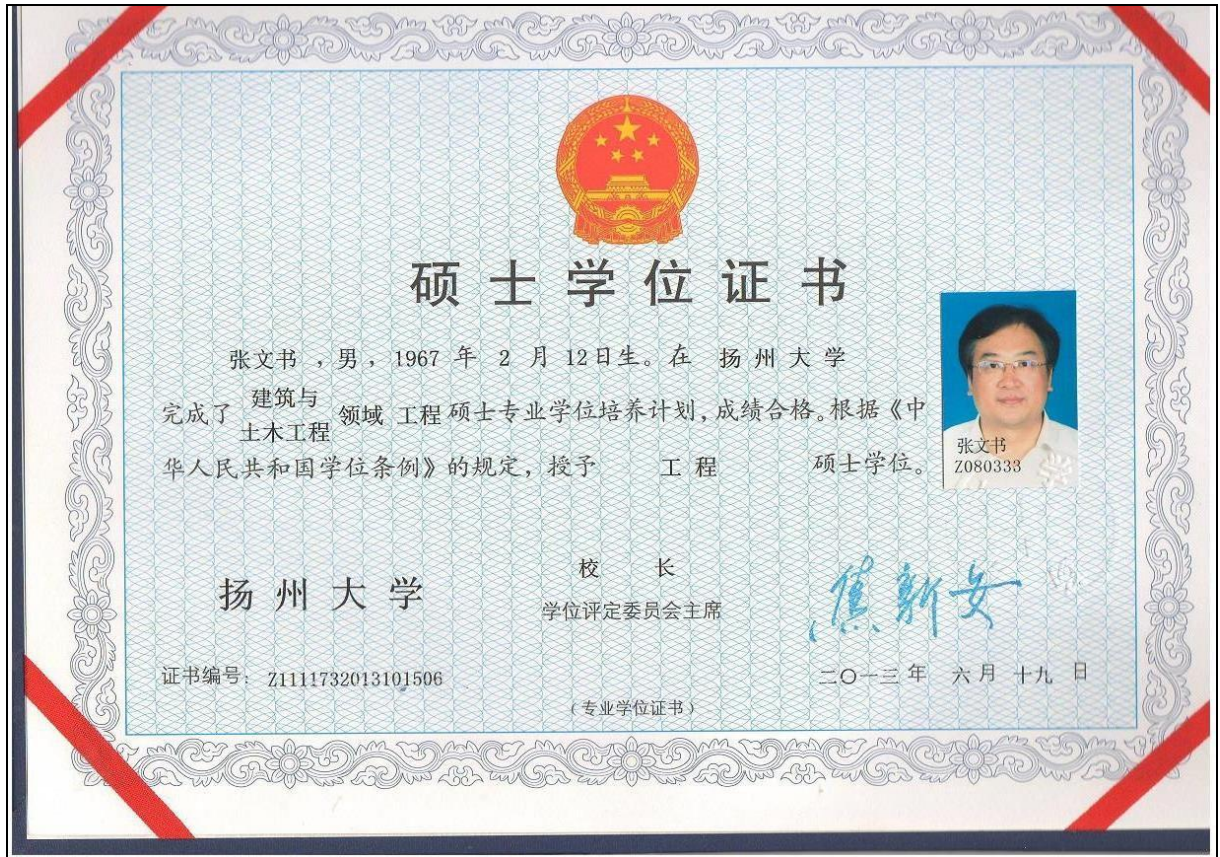 硕士学位证书
张文书，男，1967 年 2 月 12日生。在 扬州大学
完成了 建筑与土木工程 领域 工程 硕士专业学位培养计划，成绩合格。根据《中
华人民共和国学位条例》的规定，授予 工程 硕士学位。
张文书
Z080333
扬州大学
校长
学位评定委员会主席
焦新安
证书编号：Z1111732013101506
二〇一三年 六月 十九 日
（专业学位证书）